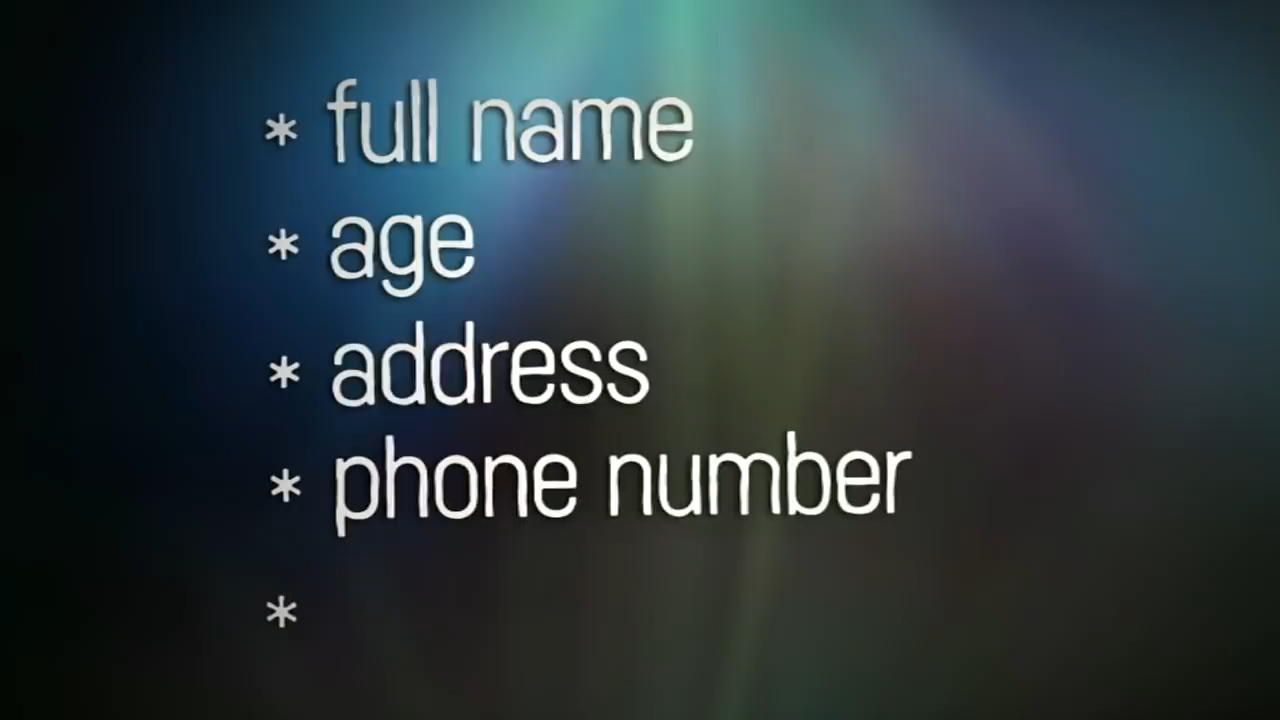 * full name
* age
* address
* phone number
*